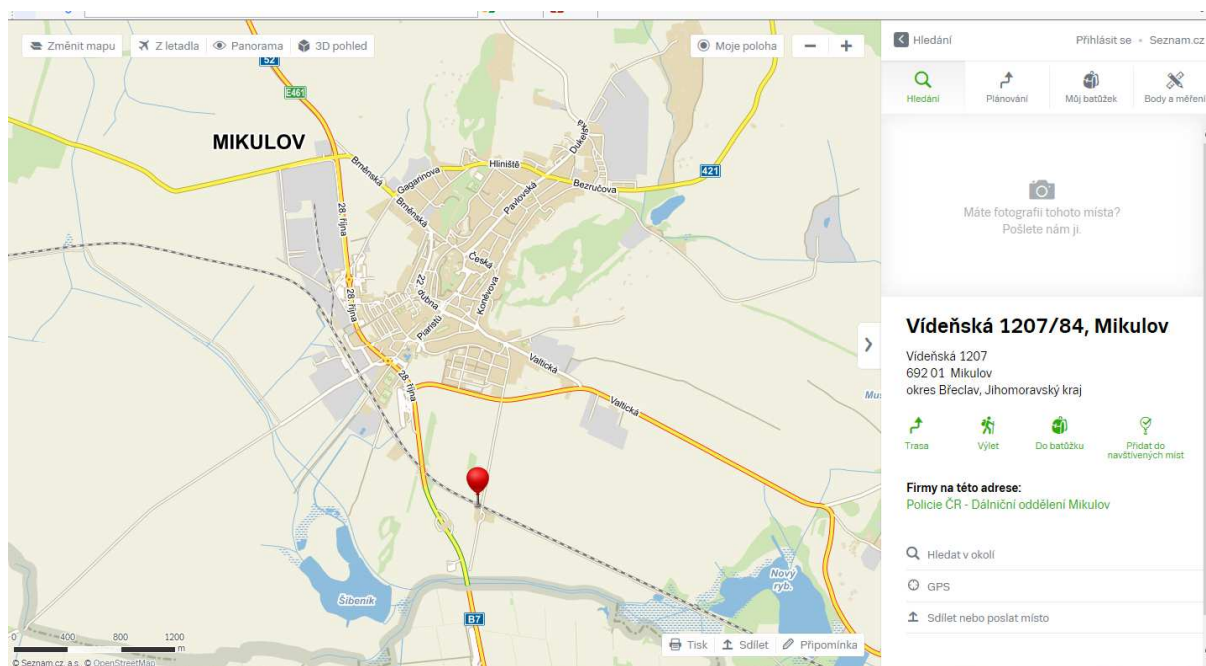 Změnit mapu
Z letadla
Panorama
3D pohled
Moje poloha
− +
Hledání
Přihlásit se • Seznam.cz
Hledání
Plánování
Můj batůžek
Body a měření
Máte fotografii tohoto místa?
Pošlete nám ji.
Vídeňská 1207/84, Mikulov
Vídeňská 1207
692 01 Mikulov
okres Břeclav, Jihomoravský kraj
Trasa
Výlet
Do batůžku
Přidat do
navštívených míst
Firmy na této adrese:
Policie ČR - Dálniční oddělení Mikulov
Hledat v okolí
GPS
Sdílet nebo poslat místo
52
E461
MIKULOV
Brněnská
Gagarinova
Hliniště
Dukelská
421
Bezručova
Pavlovská
Brněnská
28. října
Česká
22. dubna
Koněvova
28. října
Piaristů
Valtická
28. října
Valtická
Nový
ryb.
Šibeník
B7
0 400 800 1200
m
Tisk
Sdílet
Připomínka
© Seznam.cz, a.s. © OpenStreetMap